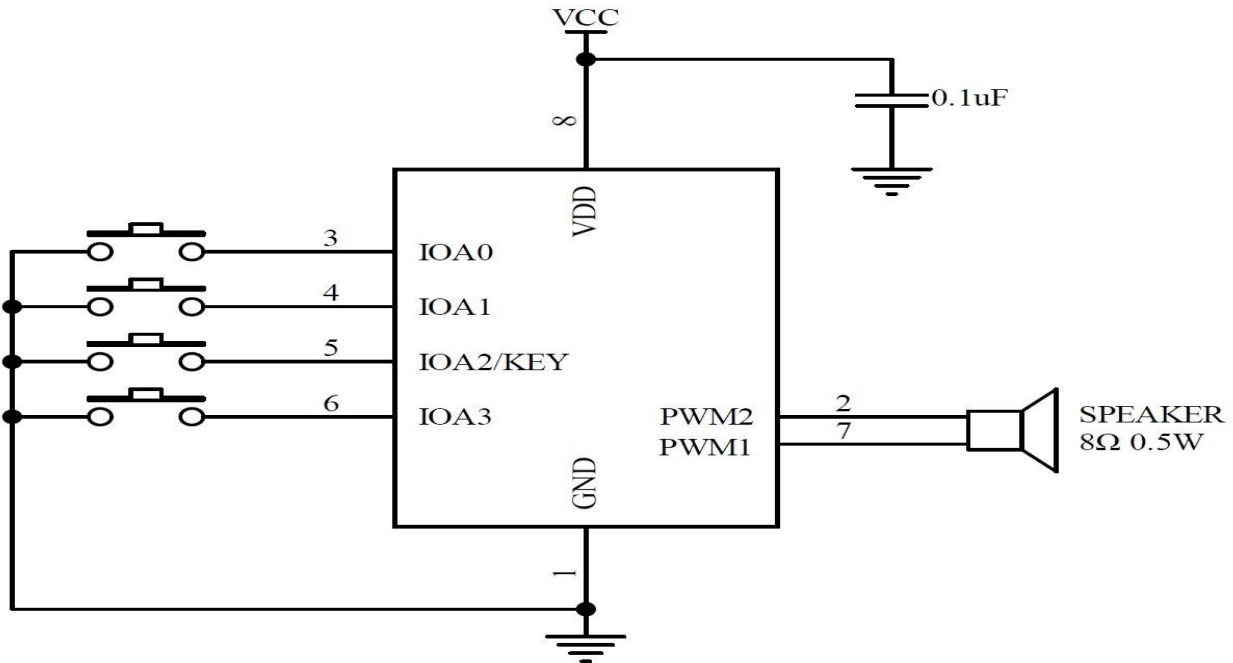 VCC
0.1uF
8
VDD
3
IOA0
4
IOA1
5
IOA2/KEY
6
IOA3
PWM2
2
SPEAKER
PWM1
7
8Ω 0.5W
GND
1